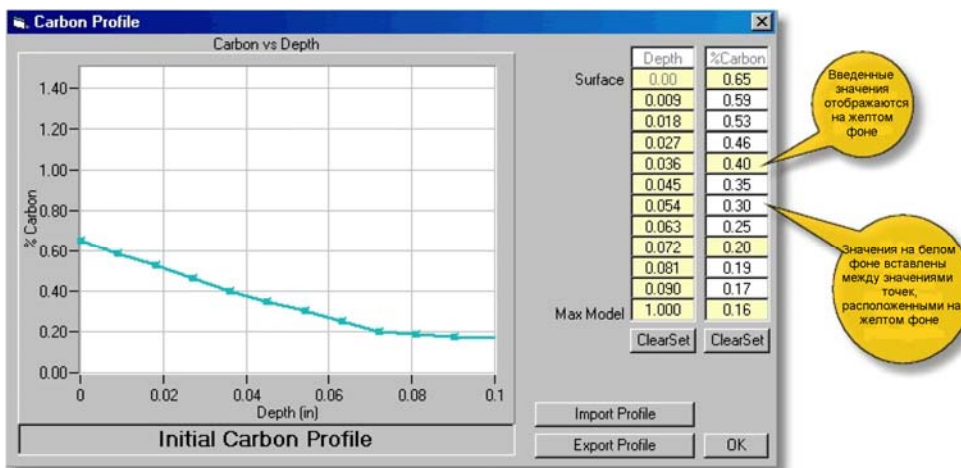 Carbon Profile
Carbon vs Depth
1.40
1.20
1.00
0.80
0.60
0.40
0.20
0.00
% Carbon
0 0.02 0.04 0.06 0.08 0.1
Depth (in)
Initial Carbon Profile
Depth %Carbon
Surface 0.00 0.65
0.009 0.59
0.018 0.53
0.027 0.46
0.036 0.40
0.045 0.35
0.054 0.30
0.063 0.25
0.072 0.20
0.081 0.19
0.090 0.17
Max Model 1.000 0.16
ClearSet ClearSet
Import Profile
Export Profile OK
Введенные
значения
отображаются
на желтом
фоне
Значения на белом
фоне вставлены
между значениями
точек,
расположенными на
желтом фоне